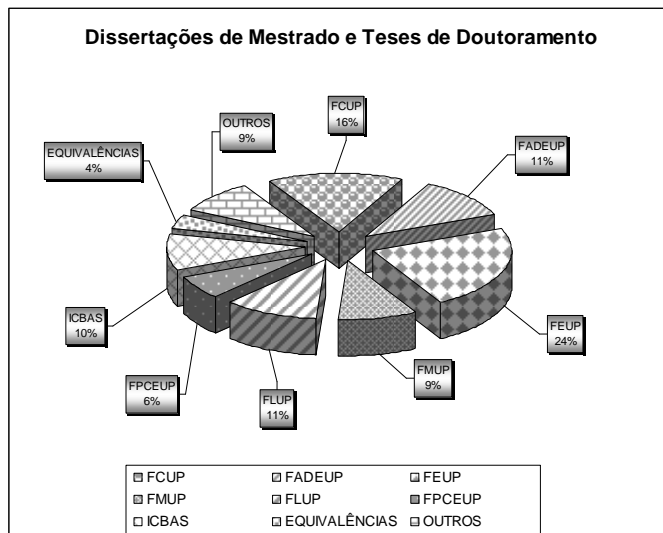 Dissertações de Mestrado e Teses de Doutoramento
FCUP
16%
OUTROS
9%
FADEUP
11%
EQUIVALÊNCIAS
4%
ICBAS
10%
FEUP
24%
FPCEUP
6%
FLUP
11%
FMUP
9%
FCUP FADEUP FEUP
FMUP FLUP FPCEUP
ICBAS EQUIVALÊNCIAS OUTROS